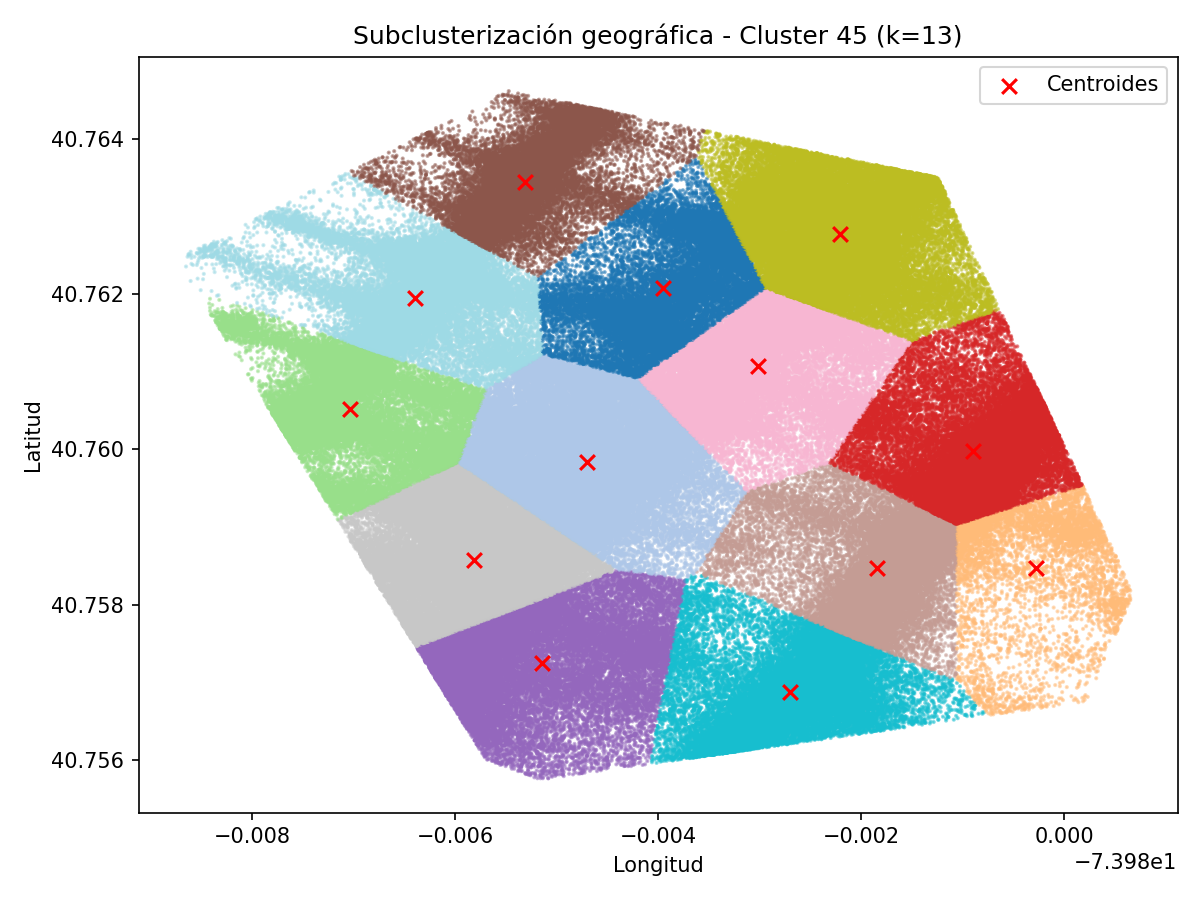 Subclusterización geográfica - Cluster 45 (k=13)
Centroides
40.764
40.762
40.760
40.758
40.756
Latitud
−0.008
−0.006
−0.004
−0.002
0.000
−7.398e1
Longitud